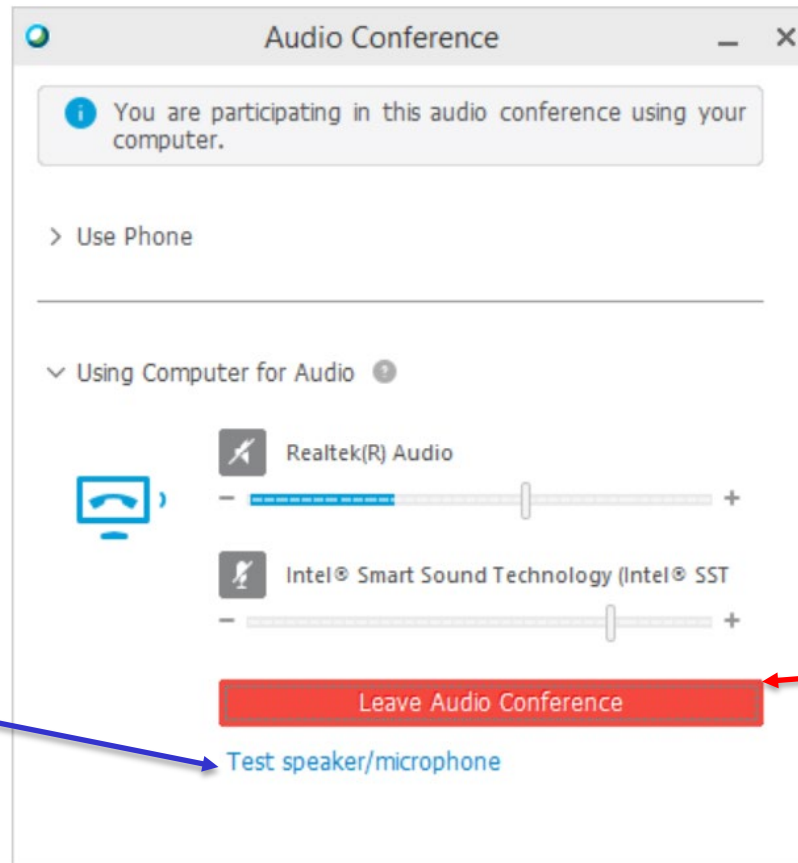 Audio Conference
You are participating in this audio conference using your
computer.
Use Phone
Using Computer for Audio
Realtek(R) Audio
Intel® Smart Sound Technology (Intel® SST
Leave Audio Conference
Test speaker/microphone